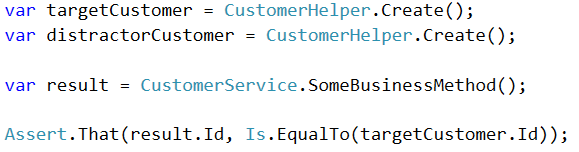 var targetCustomer = CustomerHelper.Create();
var distractorCustomer = CustomerHelper.Create();
var result = CustomerService.SomeBusinessMethod();
Assert.That(result.Id, Is.EqualTo(targetCustomer.Id));